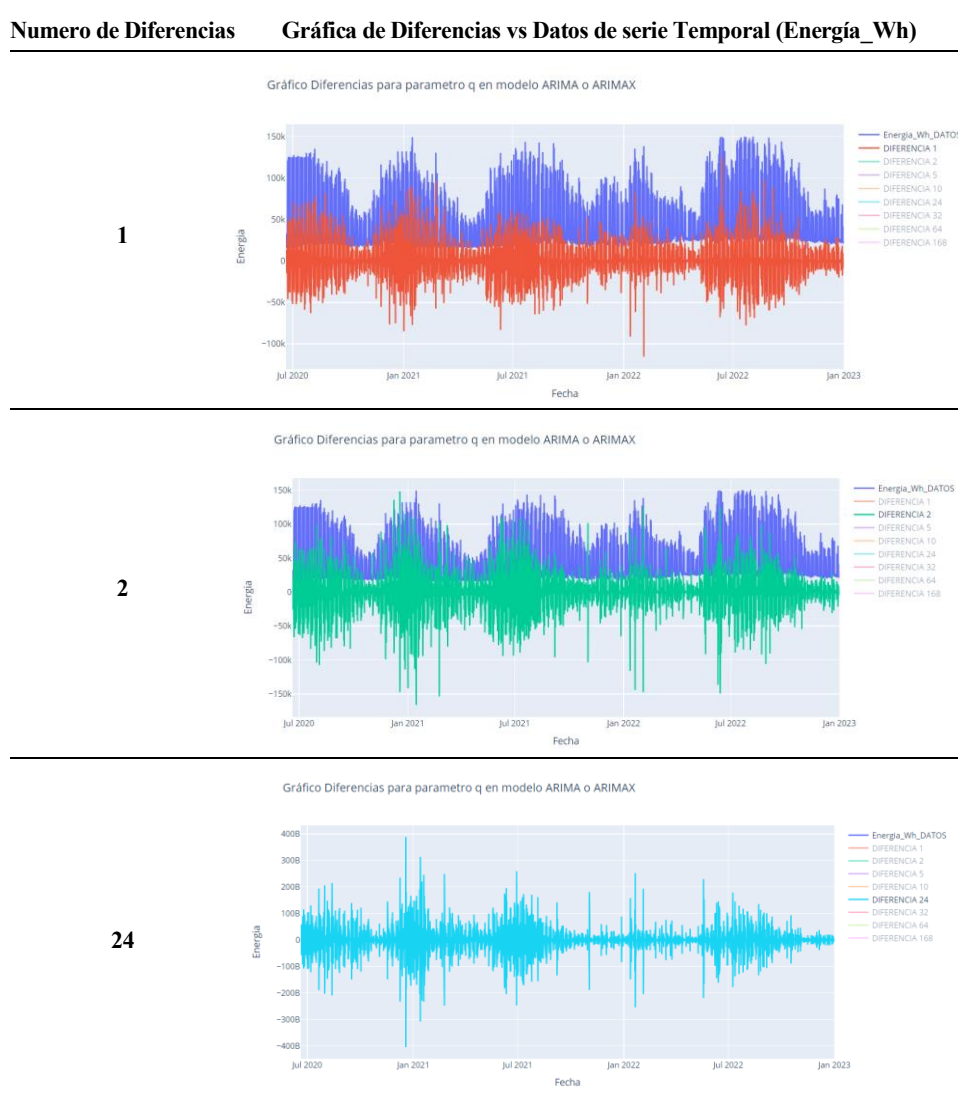 Numero de Diferencias Gráfica de Diferencias vs Datos de serie Temporal (Energía_Wh)
1
Gráfico Diferencias para parametro q en modelo ARIMA o ARIMAX
150k
100k
50k
0
−50k
−100k
Energia
Jul 2020 Jan 2021 Jul 2021 Jan 2022 Jul 2022 Jan 2023
Fecha
Energia_Wh_DATOS
DIFERENCIA 1
DIFERENCIA 2
DIFERENCIA 5
DIFERENCIA 10
DIFERENCIA 24
DIFERENCIA 32
DIFERENCIA 64
DIFERENCIA 168
2
Gráfico Diferencias para parametro q en modelo ARIMA o ARIMAX
150k
100k
50k
0
−50k
−100k
−150k
Energia
Jul 2020 Jan 2021 Jul 2021 Jan 2022 Jul 2022 Jan 2023
Fecha
Energia_Wh_DATOS
DIFERENCIA 1
DIFERENCIA 2
DIFERENCIA 5
DIFERENCIA 10
DIFERENCIA 24
DIFERENCIA 32
DIFERENCIA 64
DIFERENCIA 168
24
Gráfico Diferencias para parametro q en modelo ARIMA o ARIMAX
400B
300B
200B
100B
0
−100B
−200B
−300B
−400B
Energia
Jul 2020 Jan 2021 Jul 2021 Jan 2022 Jul 2022 Jan 2023
Fecha
Energia_Wh_DATOS
DIFERENCIA 1
DIFERENCIA 2
DIFERENCIA 5
DIFERENCIA 10
DIFERENCIA 24
DIFERENCIA 32
DIFERENCIA 64
DIFERENCIA 168